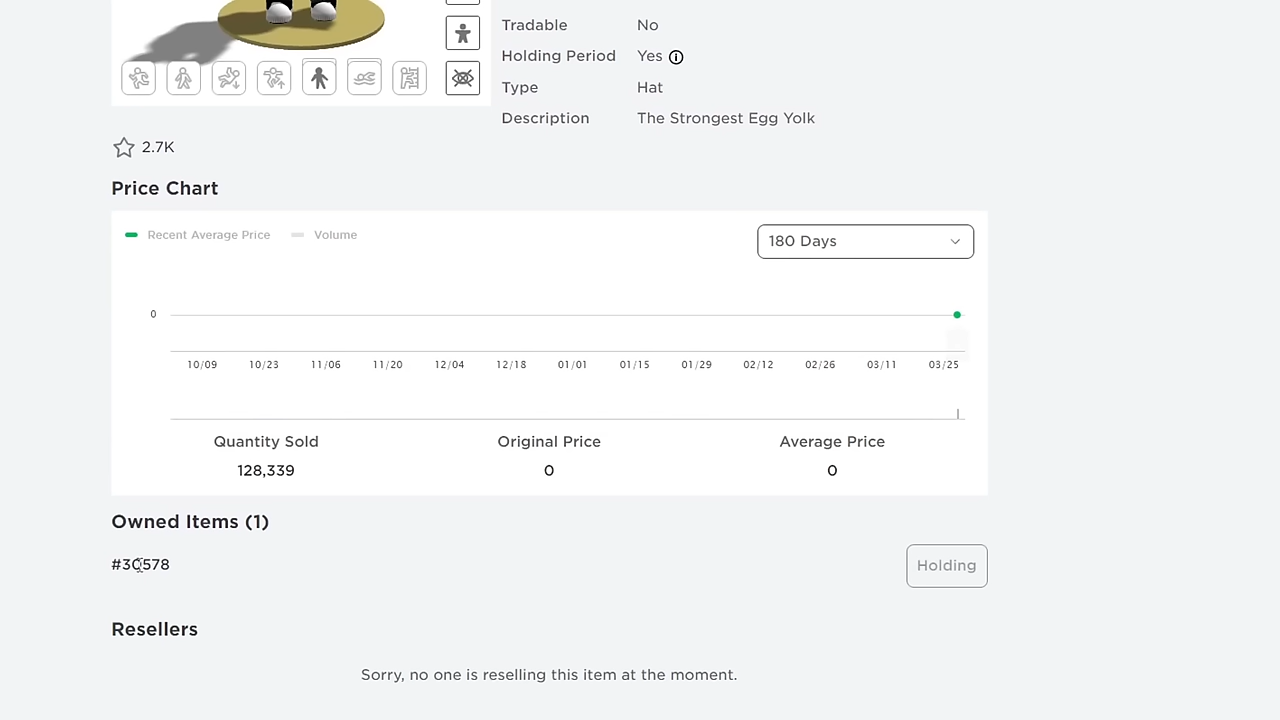 Tradable No
Holding Period Yes
Type Hat
Description The Strongest Egg Yolk
2.7K
Price Chart
Recent Average Price Volume 180 Days
0
10/09 10/23 11/06 11/20 12/04 12/18 01/01 01/15 01/29 02/12 02/26 03/11 03/25
Quantity Sold Original Price Average Price
128,339 0 0
Owned Items (1)
#30578 Holding
Resellers
Sorry, no one is reselling this item at the moment.